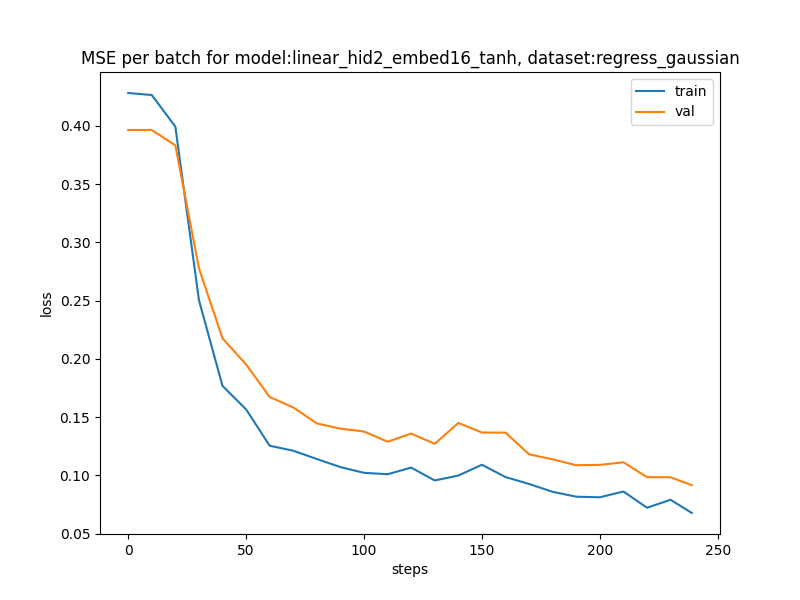 MSE per batch for model:linear_hid2_embed16_tanh, dataset:regress_gaussian
train
val
loss
0.40
0.35
0.30
0.25
0.20
0.15
0.10
0.05
0 50 100 150 200 250
steps